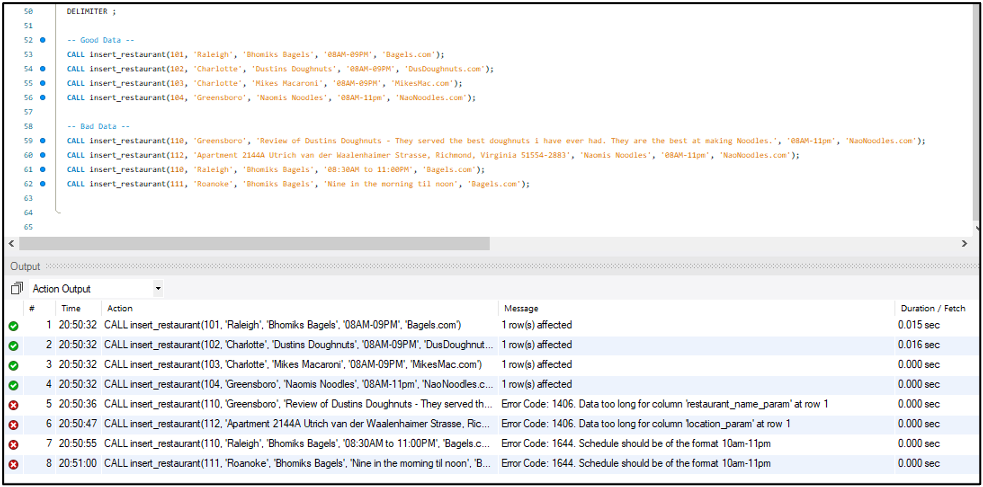 50 DELIMITER ;
51
52 -- Good Data --
53 CALL insert_restaurant(101, 'Raleigh', 'Bhomiks Bagels', '08AM-09PM', 'Bagels.com');
54 CALL insert_restaurant(102, 'Charlotte', 'Dustins Doughnuts', '08AM-09PM', 'DusDoughnuts.com');
55 CALL insert_restaurant(103, 'Charlotte', 'Mikes Macaroni', '08AM-09PM', 'MikesMac.com');
56 CALL insert_restaurant(104, 'Greensboro', 'Naomis Noodles', '08AM-11pm', 'NaoNoodles.com');
57
58 -- Bad Data --
59 CALL insert_restaurant(110, 'Greensboro', 'Review of Dustins Doughnuts - They served the best doughnuts i have ever had. They are the best at making Noodles.', '08AM-11pm', 'NaoNoodles.com');
60 CALL insert_restaurant(112, 'Apartment 2144A Utrich van der Waalenhaimer Strasse, Richmond, Virginia 51554-2883', 'Naomis Noodles', '08AM-11pm', 'NaoNoodles.com');
61 CALL insert_restaurant(110, 'Raleigh', 'Bhomiks Bagels', '08:30AM to 11:00PM', 'Bagels.com');
62 CALL insert_restaurant(111, 'Roanoke', 'Bhomiks Bagels', 'Nine in the morning til noon', 'Bagels.com');
63
64
65
Output
Action Output
# Time Action Message Duration / Fetch
1 20:50:32 CALL insert_restaurant(101, 'Raleigh', 'Bhomiks Bagels', '08AM-09PM', 'Bagels.com') 1 row(s) affected 0.015 sec
2 20:50:32 CALL insert_restaurant(102, 'Charlotte', 'Dustins Doughnuts', '08AM-09PM', 'DusDoughnut... 1 row(s) affected 0.016 sec
3 20:50:32 CALL insert_restaurant(103, 'Charlotte', 'Mikes Macaroni', '08AM-09PM', 'MikesMac.com') 1 row(s) affected 0.000 sec
4 20:50:32 CALL insert_restaurant(104, 'Greensboro', 'Naomis Noodles', '08AM-11pm', 'NaoNoodles.c... 1 row(s) affected 0.000 sec
5 20:50:36 CALL insert_restaurant(110, 'Greensboro', 'Review of Dustins Doughnuts - They served th... Error Code: 1406. Data too long for column 'restaurant_name_param' at row 1 0.000 sec
6 20:50:47 CALL insert_restaurant(112, 'Apartment 2144A Utrich van der Waalenhaimer Strasse, Ric... Error Code: 1406. Data too long for column 'location_param' at row 1 0.000 sec
7 20:50:55 CALL insert_restaurant(110, 'Raleigh', 'Bhomiks Bagels', '08:30AM to 11:00PM', 'Bagels.c... Error Code: 1644. Schedule should be of the format 10am-11pm 0.000 sec
8 20:51:00 CALL insert_restaurant(111, 'Roanoke', 'Bhomiks Bagels', 'Nine in the morning til noon', 'B... Error Code: 1644. Schedule should be of the format 10am-11pm 0.000 sec